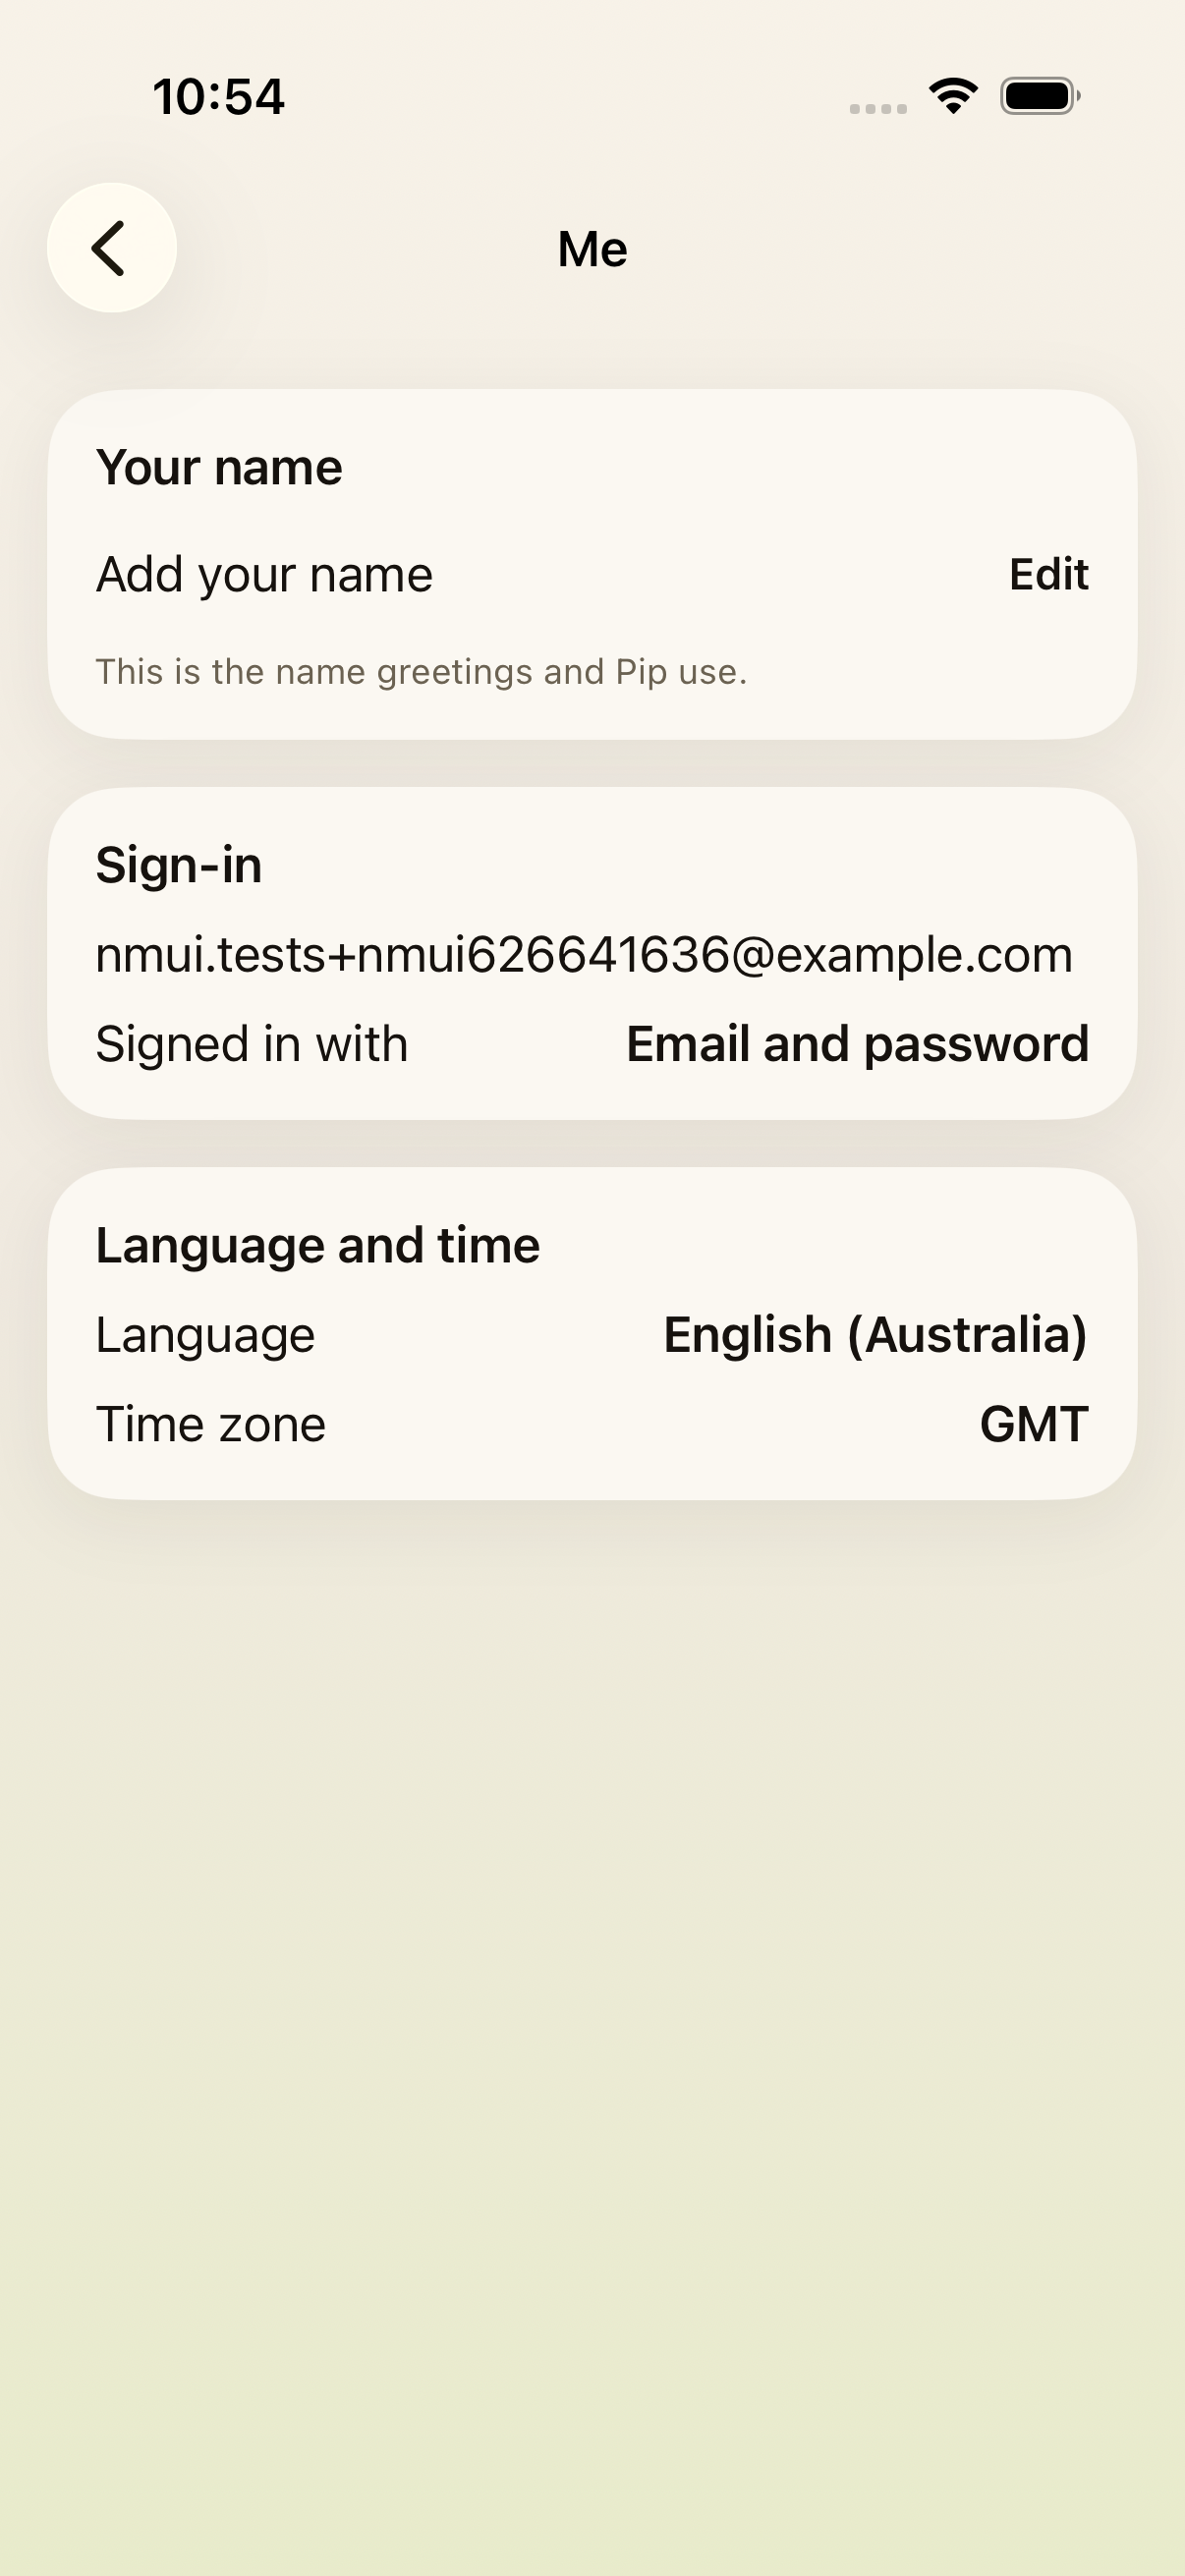 10:54
Me
Your name
Add your name Edit
This is the name greetings and Pip use.
Sign-in
nmui.tests+nmui626641636@example.com
Signed in with Email and password
Language and time
Language English (Australia)
Time zone GMT